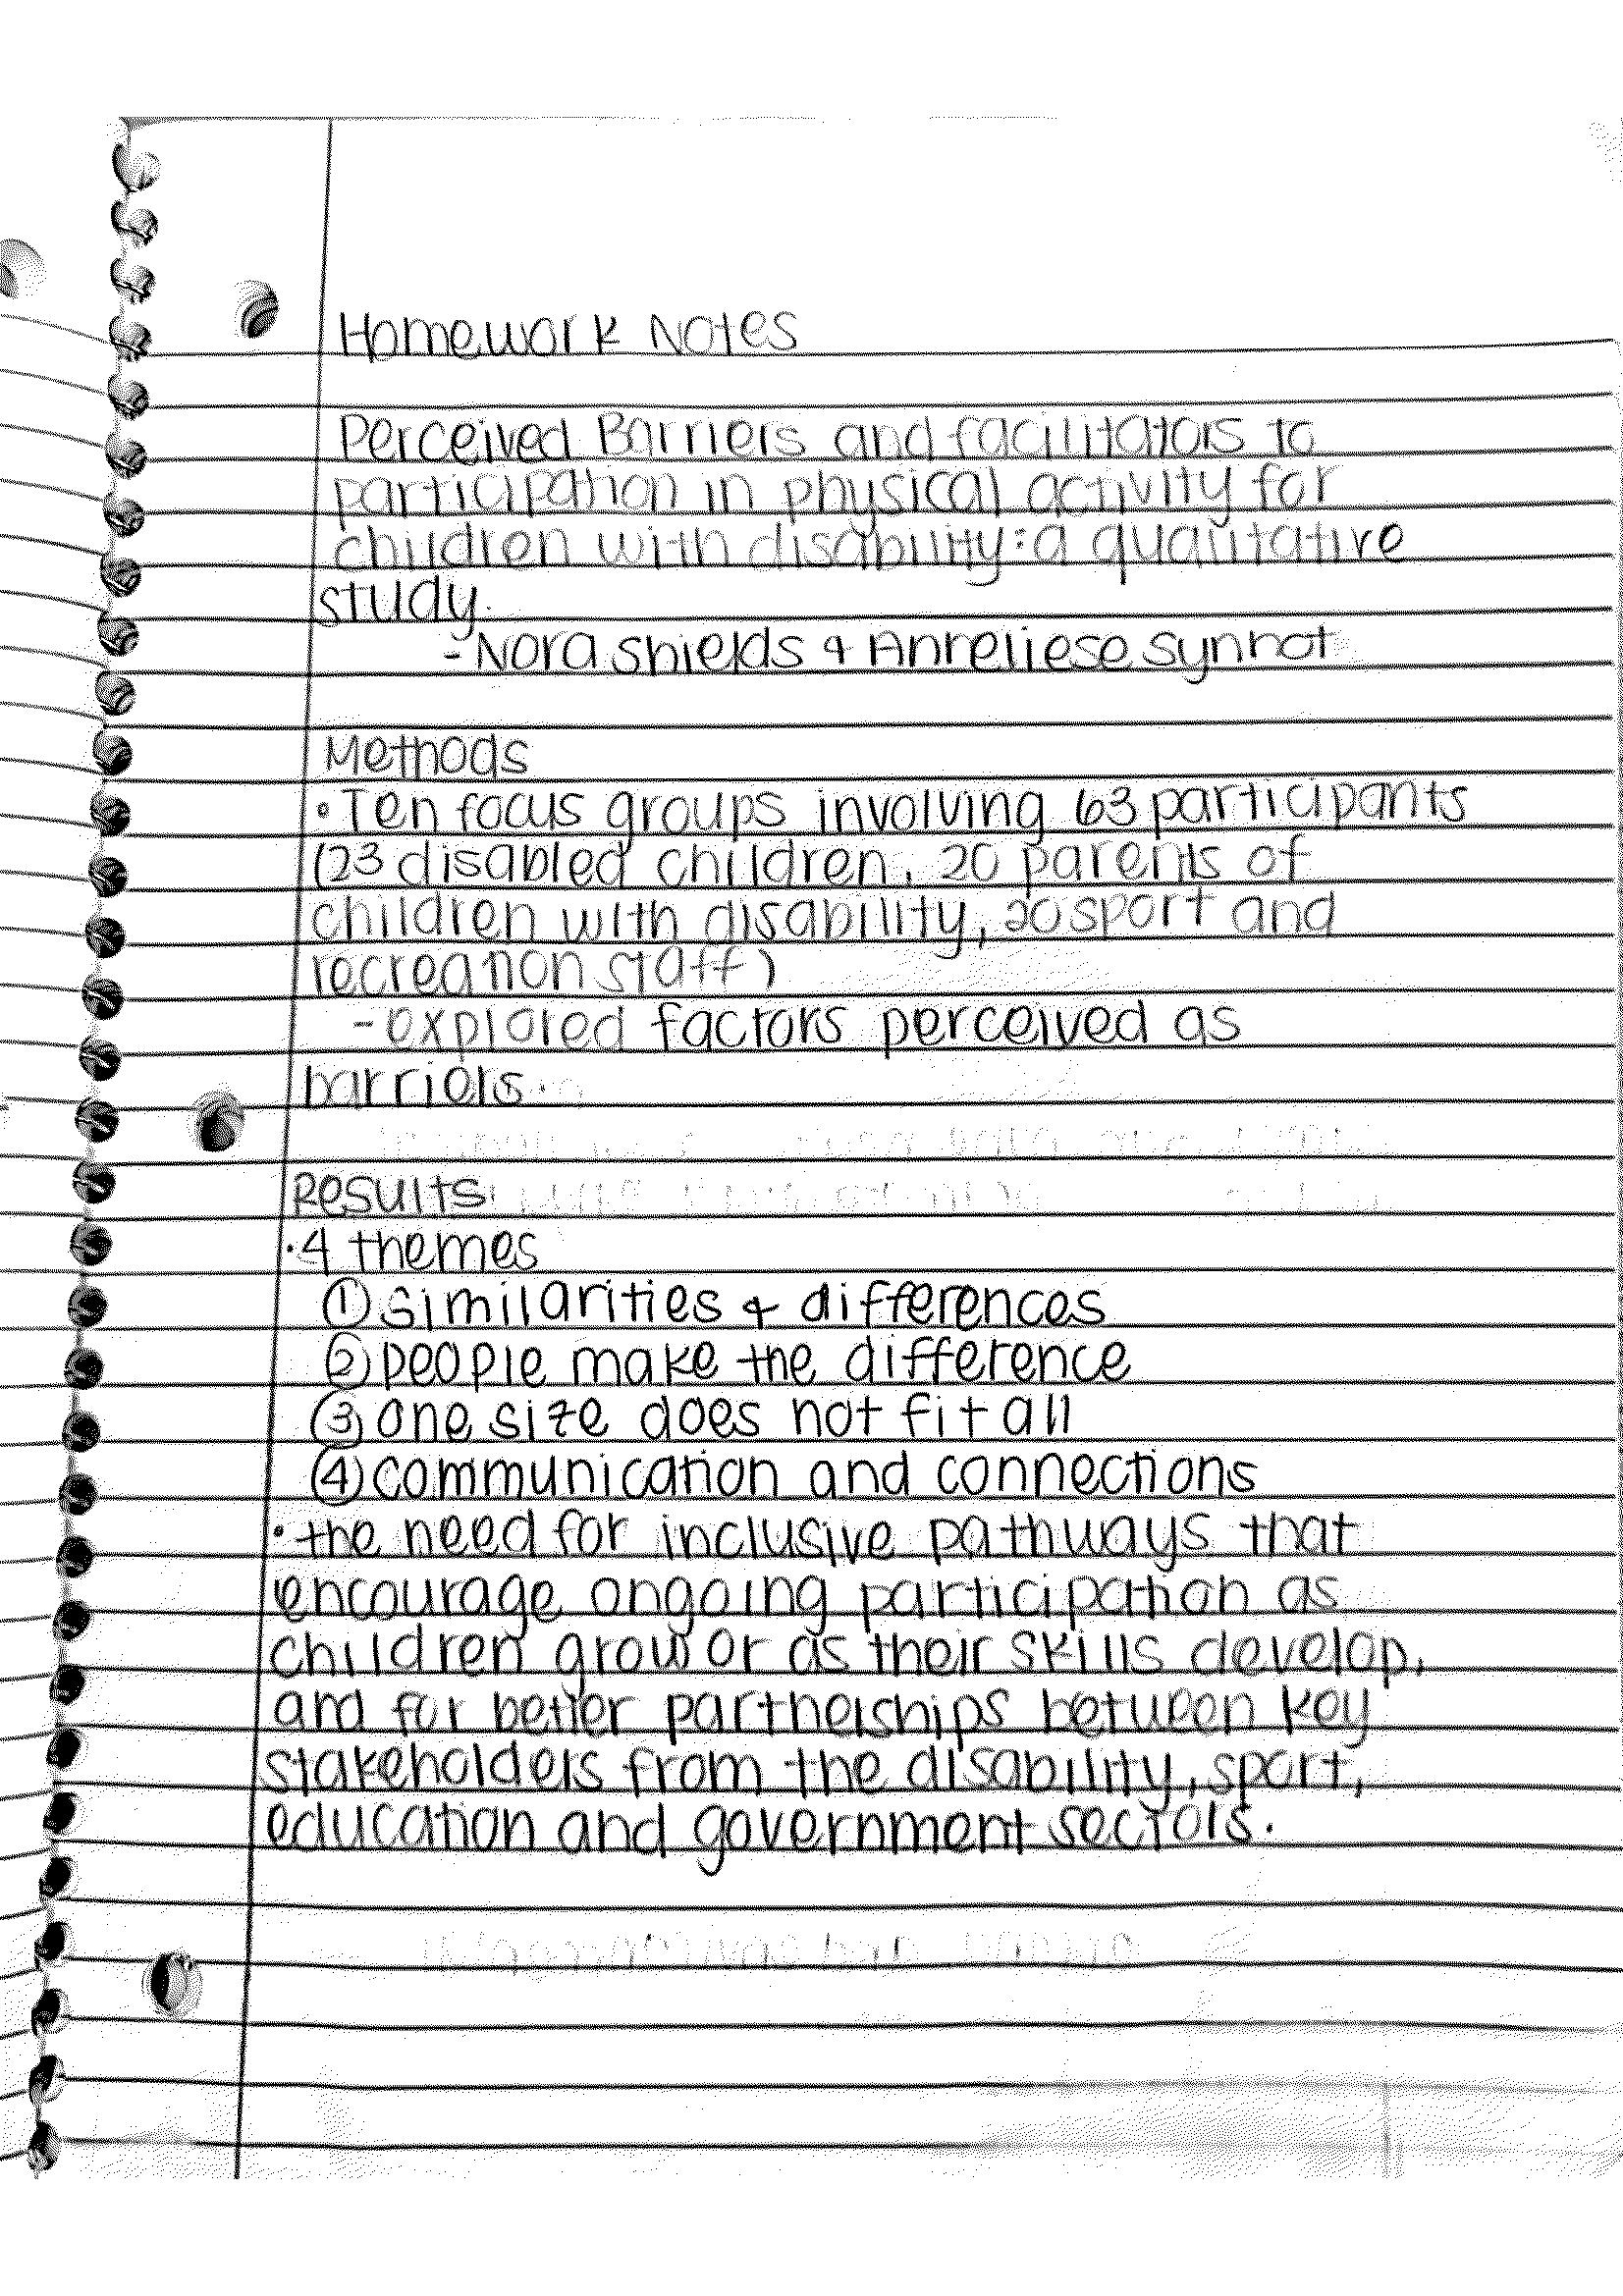 Homework Notes
Perceived Barriers and facilitators to
participation in physical activity for
children with disability: a qualitative
study.
- Nora Shields & Anneliese Synnot
Methods
• Ten focus groups involving 63 participants
(23 disabled children, 20 parents of
children with disability, 20 sport and
recreation staff)
- explored factors perceived as
barriers.
Results
• 4 themes
① similarities & differences
② people make the difference
③ one size does not fit all
④ communication and connections
• the need for inclusive pathways that
encourage ongoing participation as
children grow or as their skills develop,
and for better partnerships between key
stakeholders from the disability, sport,
education and government sectors.